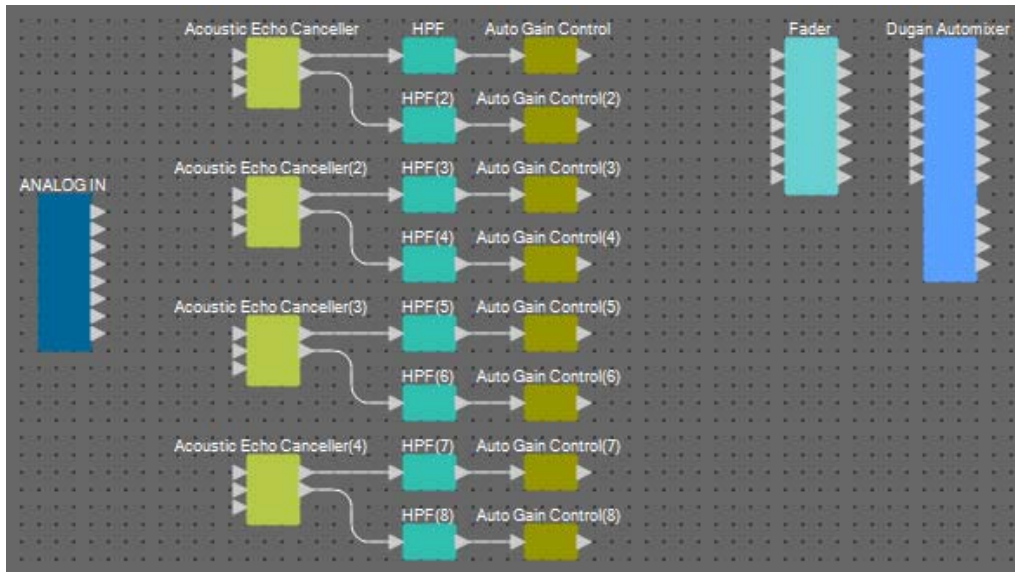 Acoustic Echo Canceller HPF Auto Gain Control Fader Dugan Automixer
HPF(2) Auto Gain Control(2)
Acoustic Echo Canceller(2) HPF(3) Auto Gain Control(3)
ANALOG IN
HPF(4) Auto Gain Control(4)
Acoustic Echo Canceller(3) HPF(5) Auto Gain Control(5)
HPF(6) Auto Gain Control(6)
Acoustic Echo Canceller(4) HPF(7) Auto Gain Control(7)
HPF(8) Auto Gain Control(8)